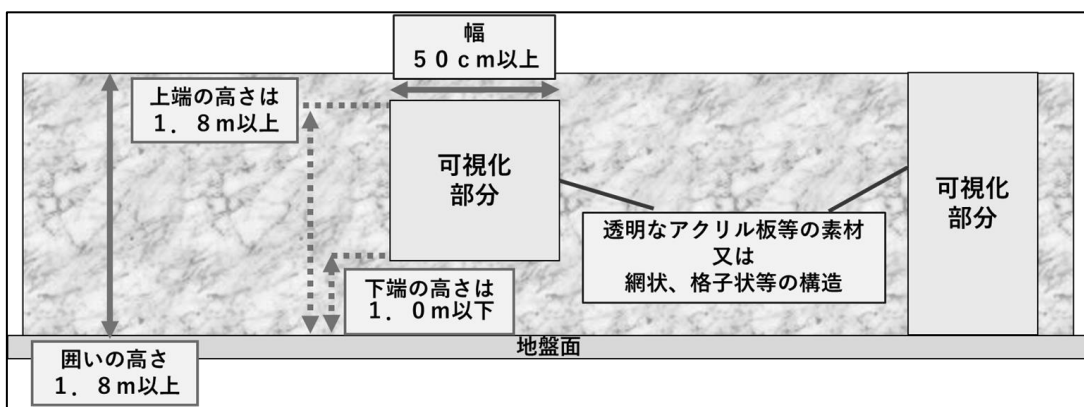 幅
５０ｃｍ以上
上端の高さは
１．８ｍ以上
可視化
部分
可視化
部分
透明なアクリル板等の素材
又は
網状、格子状等の構造
下端の高さは
１．０ｍ以下
地盤面
囲いの高さ
１．８ｍ以上